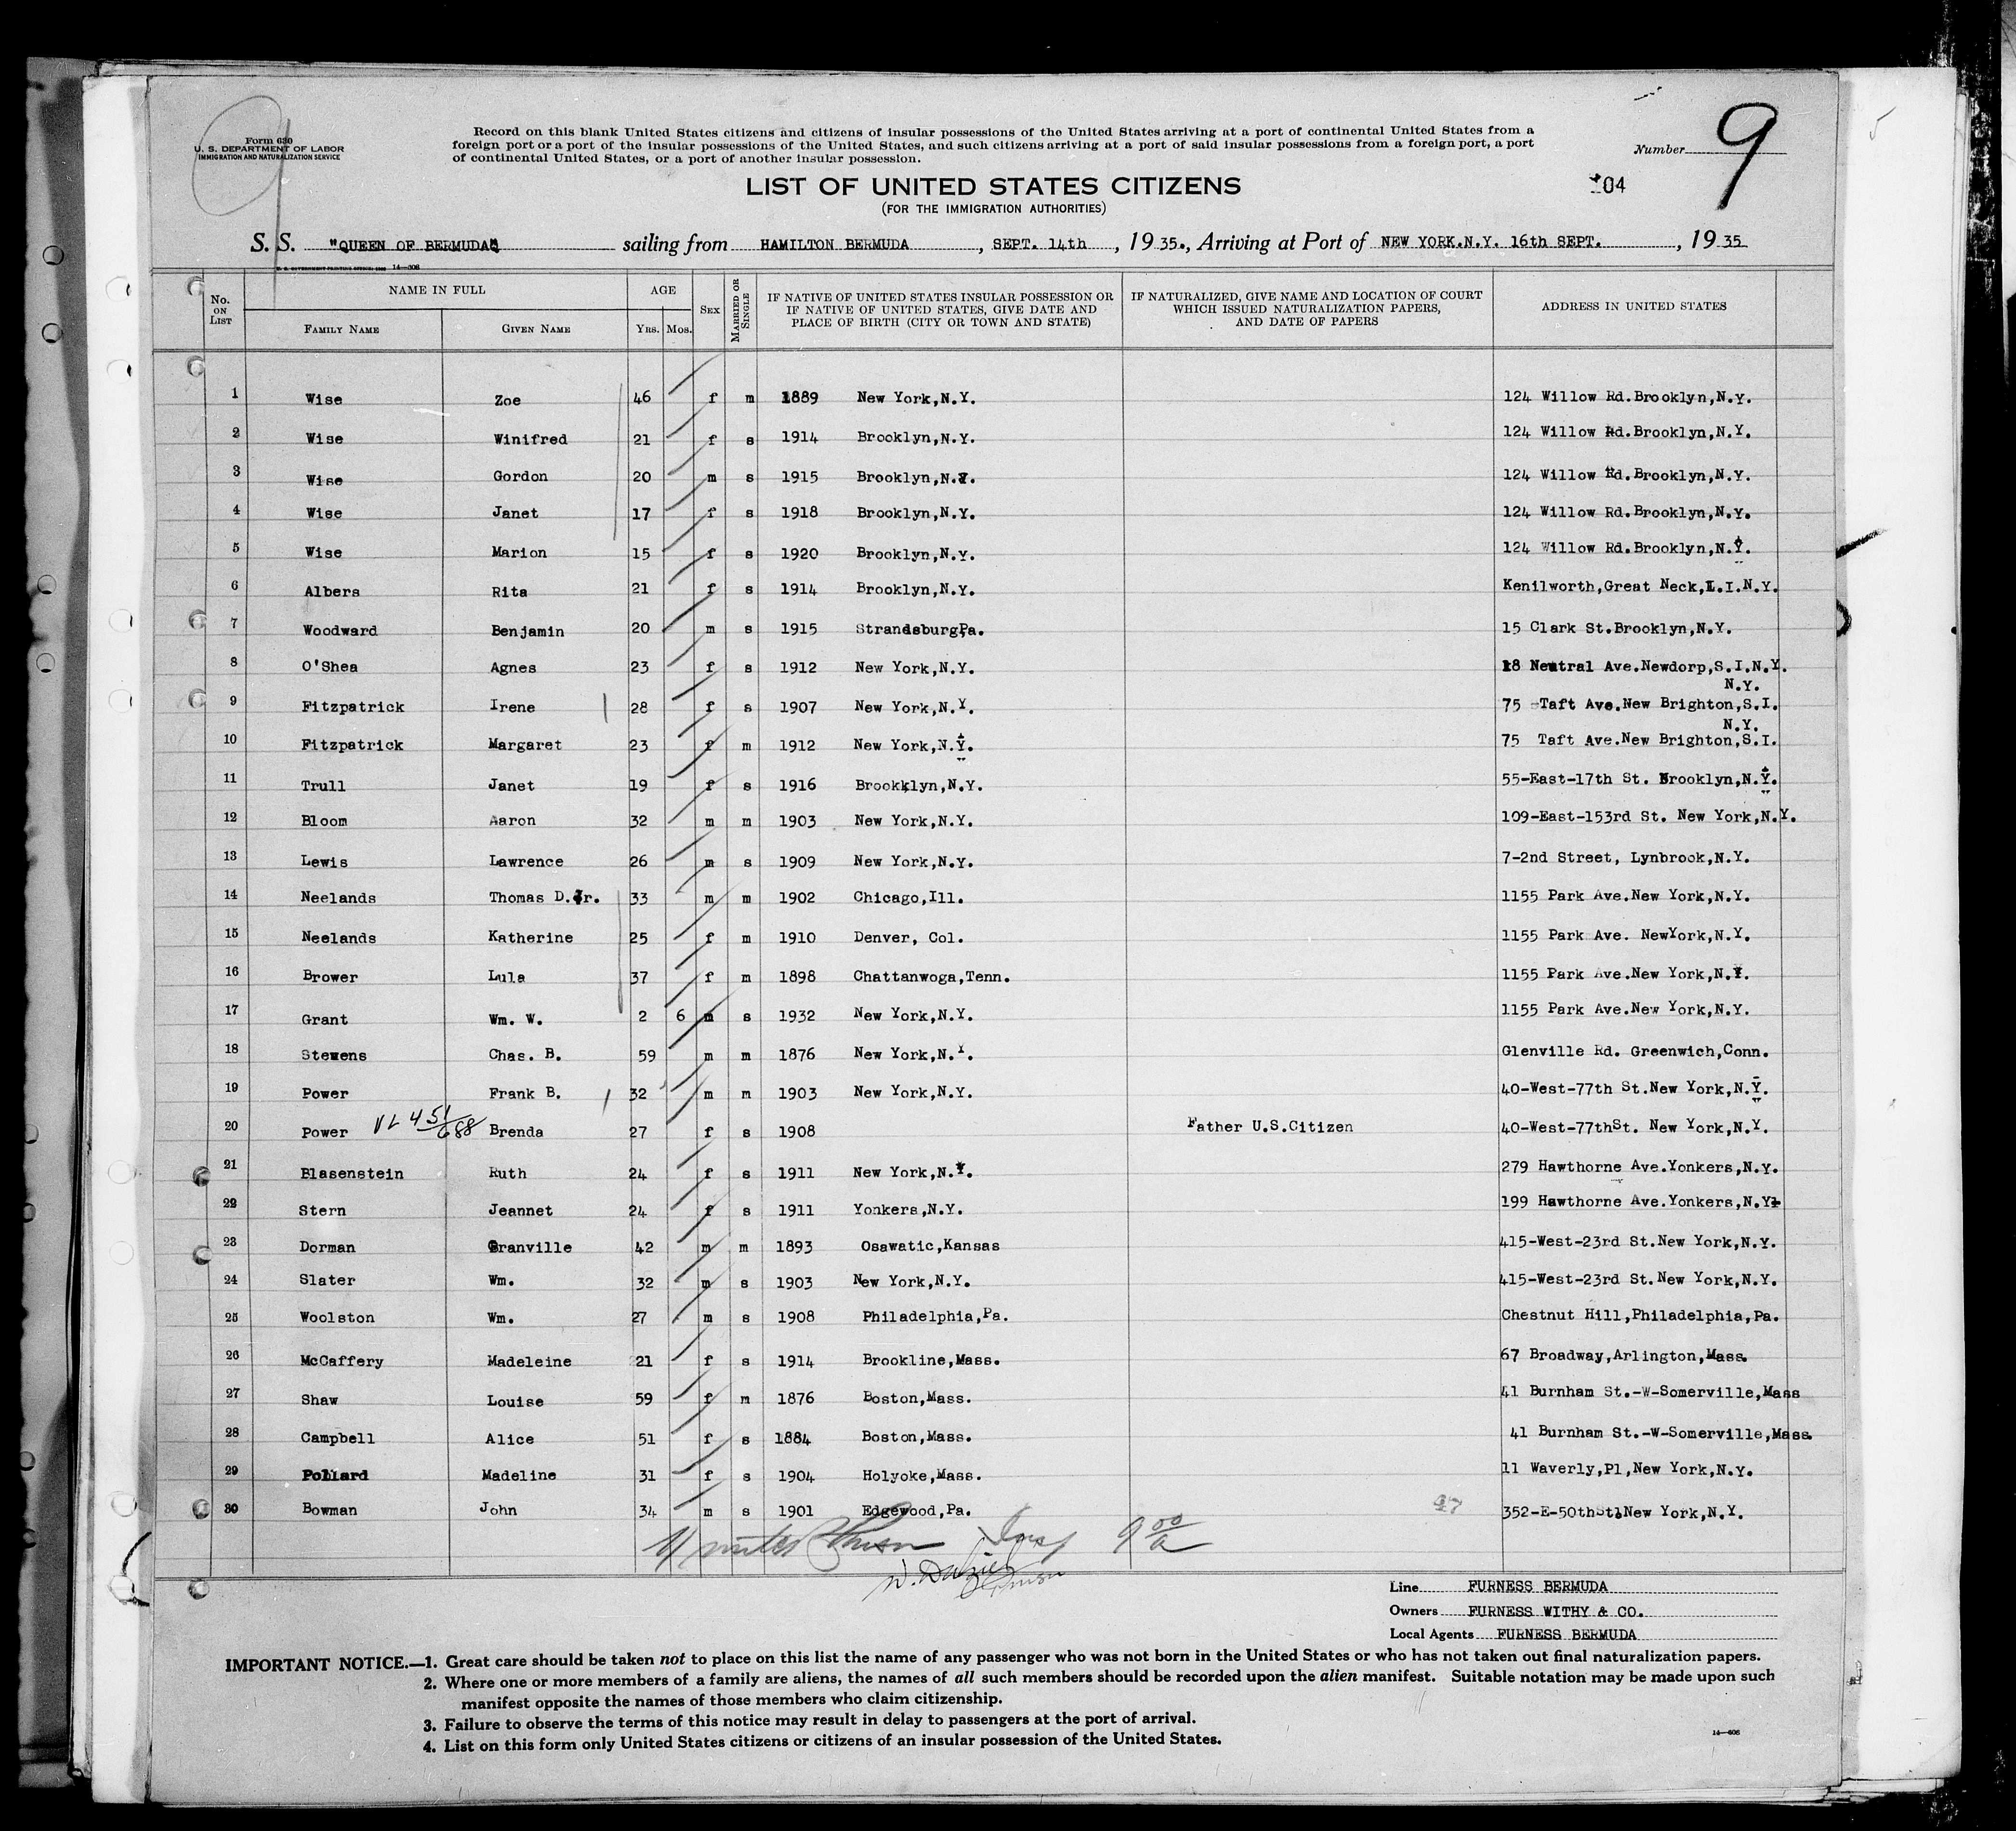 Form 630
U. S. DEPARTMENT OF LABOR
IMMIGRATION AND NATURALIZATION SERVICE
Record on this blank United States citizens and citizens of insular possessions of the United States arriving at a port of continental United States from a
foreign port or a port of the insular possessions of the United States, and such citizens arriving at a port of said insular possessions from a foreign port, a port
of continental United States, or a port of another insular possession.
Number 9
9
LIST OF UNITED STATES CITIZENS
(FOR THE IMMIGRATION AUTHORITIES)
04
S. S. "QUEEN OF BERMUDA" sailing from HAMILTON BERMUDA , SEPT. 14th , 19 35., Arriving at Port of NEW YORK.N.Y. 16th SEPT. , 19 35
14—608
No. ON LIST | NAME IN FULL | FAMILY NAME | GIVEN NAME | AGE | YRS. | MOS. | SEX | MARRIED OR SINGLE | IF NATIVE OF UNITED STATES INSULAR POSSESSION OR IF NATIVE OF UNITED STATES, GIVE DATE AND PLACE OF BIRTH (CITY OR TOWN AND STATE) | IF NATURALIZED, GIVE NAME AND LOCATION OF COURT WHICH ISSUED NATURALIZATION PAPERS, AND DATE OF PAPERS | ADDRESS IN UNITED STATES
1 Wise Zoe 46 f m 1889 New York,N.Y. 124 Willow Rd.Brooklyn,N.Y.
2 Wise Winifred 21 f s 1914 Brooklyn,N.Y. 124 Willow Rd.Brooklyn,N.Y.
3 Wise Gordon 20 m s 1915 Brooklyn,N.Y. 124 Willow Rd.Brooklyn,N.Y.
4 Wise Janet 17 f s 1918 Brooklyn,N.Y. 124 Willow Rd.Brooklyn,N.Y.
5 Wise Marion 15 f s 1920 Brooklyn,N.Y. 124 Willow Rd.Brooklyn,N.Y.
6 Albers Rita 21 f s 1914 Brooklyn,N.Y. Kenilworth,Great Neck,L.I.N.Y.
7 Woodward Benjamin 20 m s 1915 Strandsburg,Pa. 15 Clark St.Brooklyn,N.Y.
8 O'Shea Agnes 23 f s 1912 New York,N.Y. 18 Neutral Ave.Newdorp,S.I.N.Y.
N.Y.
9 Fitzpatrick Irene 28 f s 1907 New York,N.Y. 75 Taft Ave.New Brighton,S.I.
N.Y.
10 Fitzpatrick Margaret 23 f m 1912 New York,N.Y. 75 Taft Ave.New Brighton,S.I.
11 Trull Janet 19 f s 1916 Brookklyn,N.Y. 55-East-17th St. Brooklyn,N.Y.
12 Bloom Aaron 32 m m 1903 New York,N.Y. 109-East-153rd St. New York,N.Y.
13 Lewis Lawrence 26 m s 1909 New York,N.Y. 7-2nd Street, Lynbrook,N.Y.
14 Neelands Thomas D.Jr. 33 m m 1902 Chicago,Ill. 1155 Park Ave.New York,N.Y.
15 Neelands Katherine 25 f m 1910 Denver, Col. 1155 Park Ave. NewYork,N.Y.
16 Brower Lula 37 f m 1898 Chattanwoga,Tenn. 1155 Park Ave.New York,N.Y.
17 Grant Wm. W. 2 6 m s 1932 New York,N.Y. 1155 Park Ave.New York,N.Y.
18 Stevens Chas. B. 59 m m 1876 New York,N.Y. Glenville Rd. Greenwich,Conn.
19 Power Frank B. 32 m m 1903 New York,N.Y. 40-West-77th St.New York,N.Y.
20 Power VL 451/688 Brenda 27 f s 1908 Father U.S.Citizen 40-West-77thSt. New York,N.Y.
21 Blasenstein Ruth 24 f s 1911 New York,N.Y. 279 Hawthorne Ave.Yonkers,N.Y.
22 Stern Jeannet 24 f s 1911 Yonkers,N.Y. 199 Hawthorne Ave.Yonkers,N.Y.
23 Dorman Granville 42 m m 1893 Osawatic,Kansas 415-West-23rd St.New York,N.Y.
24 Slater Wm. 32 m s 1903 New York,N.Y. 415-West-23rd St.New York,N.Y.
25 Woolston Wm. 27 m s 1908 Philadelphia,Pa. Chestnut Hill,Philadelphia,Pa.
26 McCaffery Madeleine 21 f s 1914 Brookline,Mass. 67 Broadway,Arlington,Mass.
27 Shaw Louise 59 f m 1876 Boston,Mass. 41 Burnham St.-W-Somerville,Mass
28 Campbell Alice 51 f s 1884 Boston,Mass. 41 Burnham St.-W-Somerville,Mass.
29 Pollard Madeline 31 f s 1904 Holyoke,Mass. 11 Waverly,Pl,New York,N.Y.
30 Bowman John 34 m s 1901 Edgewood,Pa. 352-E-50thSt.New York,N.Y.
Line FURNESS BERMUDA
Owners FURNESS WITHY & CO.
Local Agents FURNESS BERMUDA
IMPORTANT NOTICE.—1. Great care should be taken not to place on this list the name of any passenger who was not born in the United States or who has not taken out final naturalization papers.
2. Where one or more members of a family are aliens, the names of all such members should be recorded upon the alien manifest. Suitable notation may be made upon such
manifest opposite the names of those members who claim citizenship.
3. Failure to observe the terms of this notice may result in delay to passengers at the port of arrival.
4. List on this form only United States citizens or citizens of an insular possession of the United States.
14—608